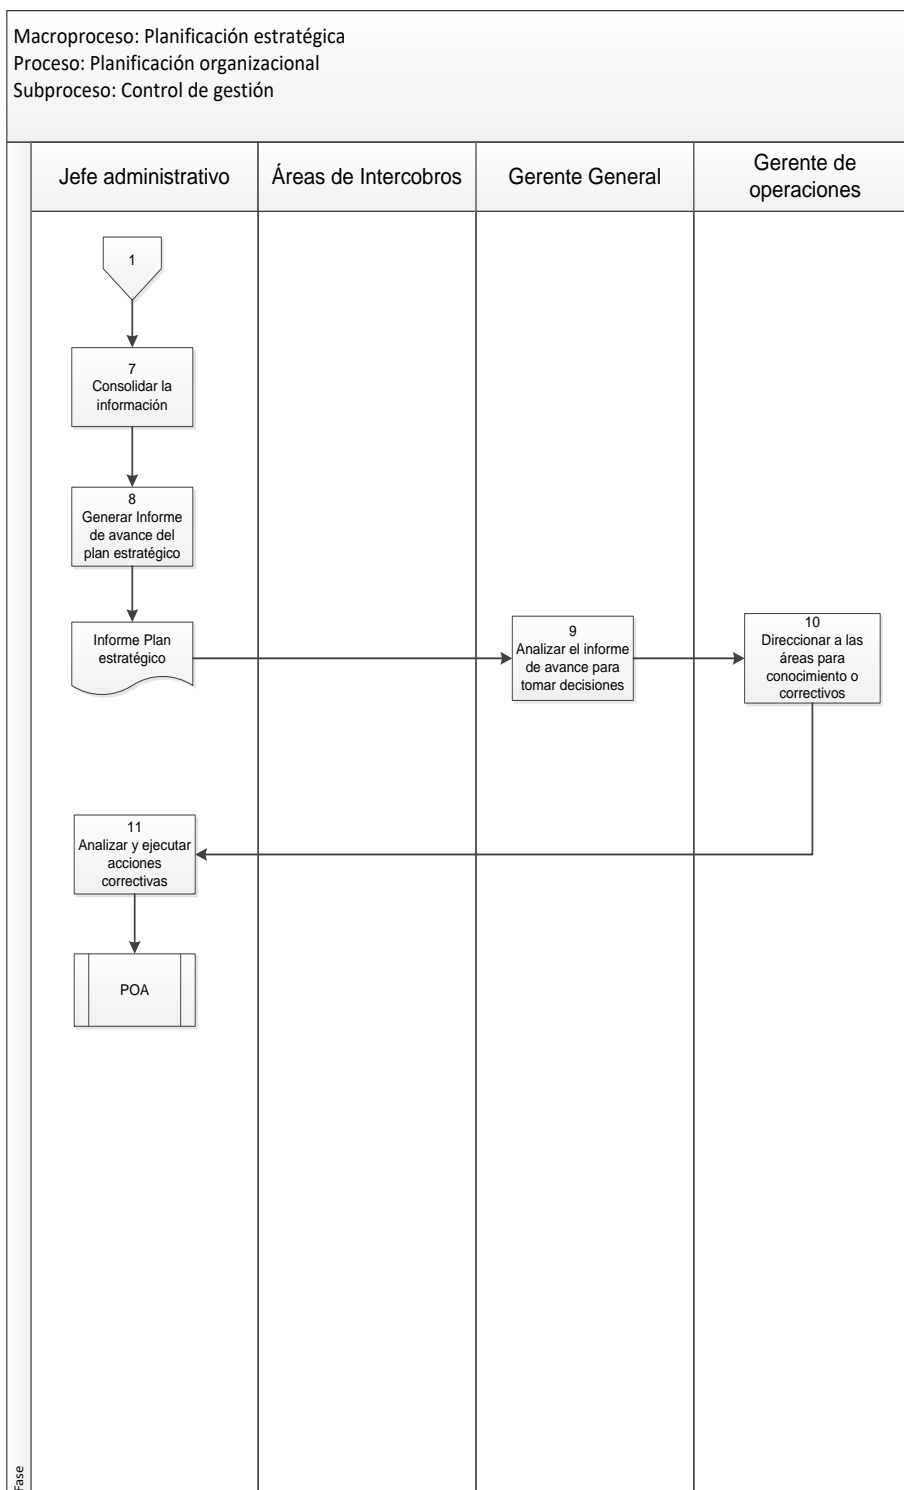 Macroproceso: Planificación estratégica
Proceso: Planificación organizacional
Subproceso: Control de gestión
Jefe administrativo
Áreas de Intercobros
Gerente General
Gerente de
operaciones
1
7
Consolidar la
información
8
Generar Informe
de avance del
plan estratégico
Informe Plan
estratégico
9
Analizar el informe
de avance para
tomar decisiones
10
Direccionar a las
áreas para
conocimiento o
correctivos
11
Analizar y ejecutar
acciones
correctivas
POA
Fase